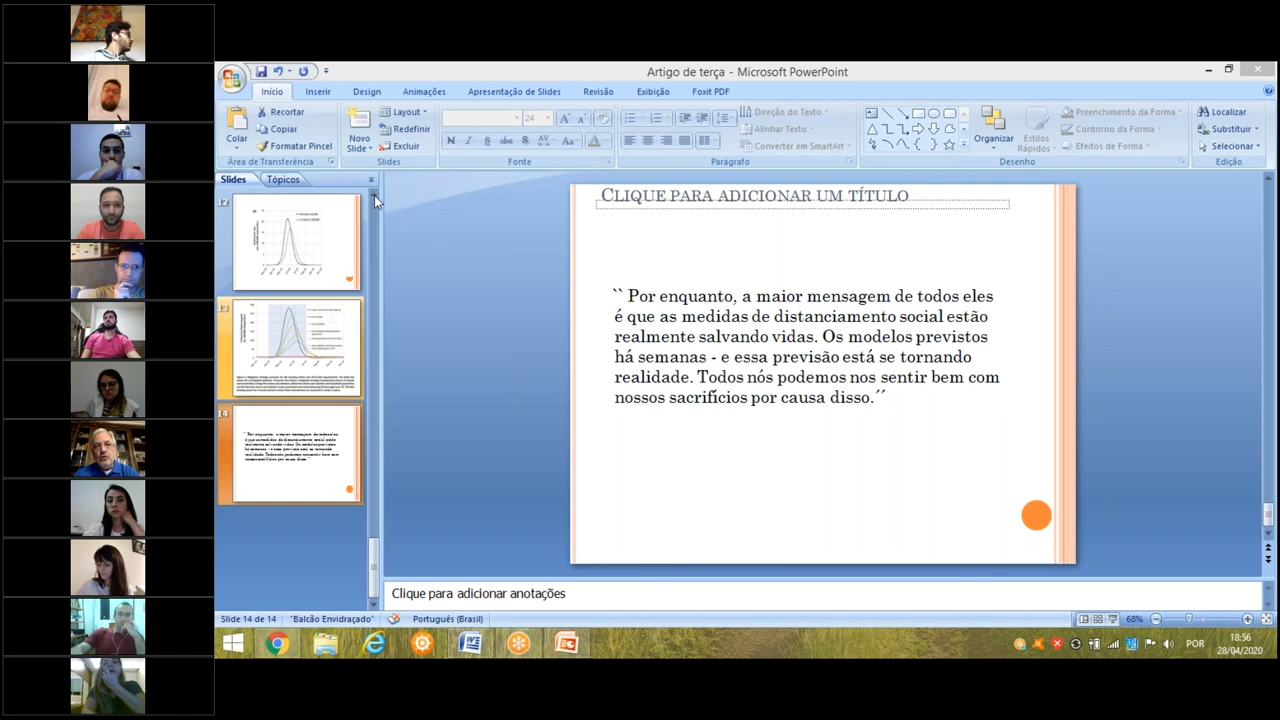 Artigo de terça - Microsoft PowerPoint
Início Inserir Design Animações Apresentação de Slides Revisão Exibição Foxit PDF
Colar
Recortar
Copiar
Formatar Pincel
Área de Transferência
Novo
Slide
Layout
Redefinir
Excluir
Slides
24
N I S abc S AV Aa A
Fonte
Parágrafo
Direção do Texto
Alinhar Texto
Converter em SmartArt
Organizar
Estilos
Rápidos
Preenchimento da Forma
Contorno da Forma
Efeitos de Forma
Desenho
Localizar
Substituir
Selecionar
Edição
Slides Tópicos
12
13
14
CLIQUE PARA ADICIONAR UM TÍTULO
`` Por enquanto, a maior mensagem de todos eles
é que as medidas de distanciamento social estão
realmente salvando vidas. Os modelos previstos
há semanas - e essa previsão está se tornando
realidade. Todos nós podemos nos sentir bem com
nossos sacrifícios por causa disso.´´
Clique para adicionar anotações
Slide 14 de 14 "Balcão Envidraçado" Português (Brasil) 68%
POR
18:56
28/04/2020